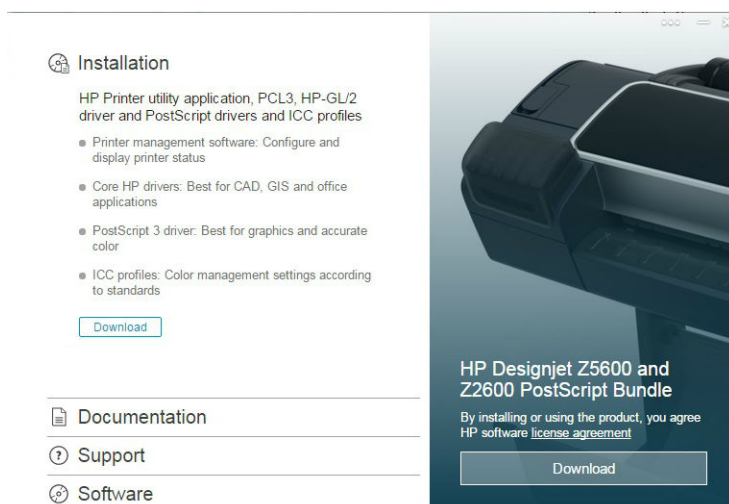 Installation
HP Printer utility application, PCL3, HP-GL/2
driver and PostScript drivers and ICC profiles
Printer management software: Configure and
display printer status
Core HP drivers: Best for CAD, GIS and office
applications
PostScript 3 driver: Best for graphics and accurate
color
ICC profiles: Color management settings according
to standards
Download
Documentation
Support
Software
HP Designjet Z5600 and
Z2600 PostScript Bundle
By installing or using the product, you agree
HP software license agreement
Download